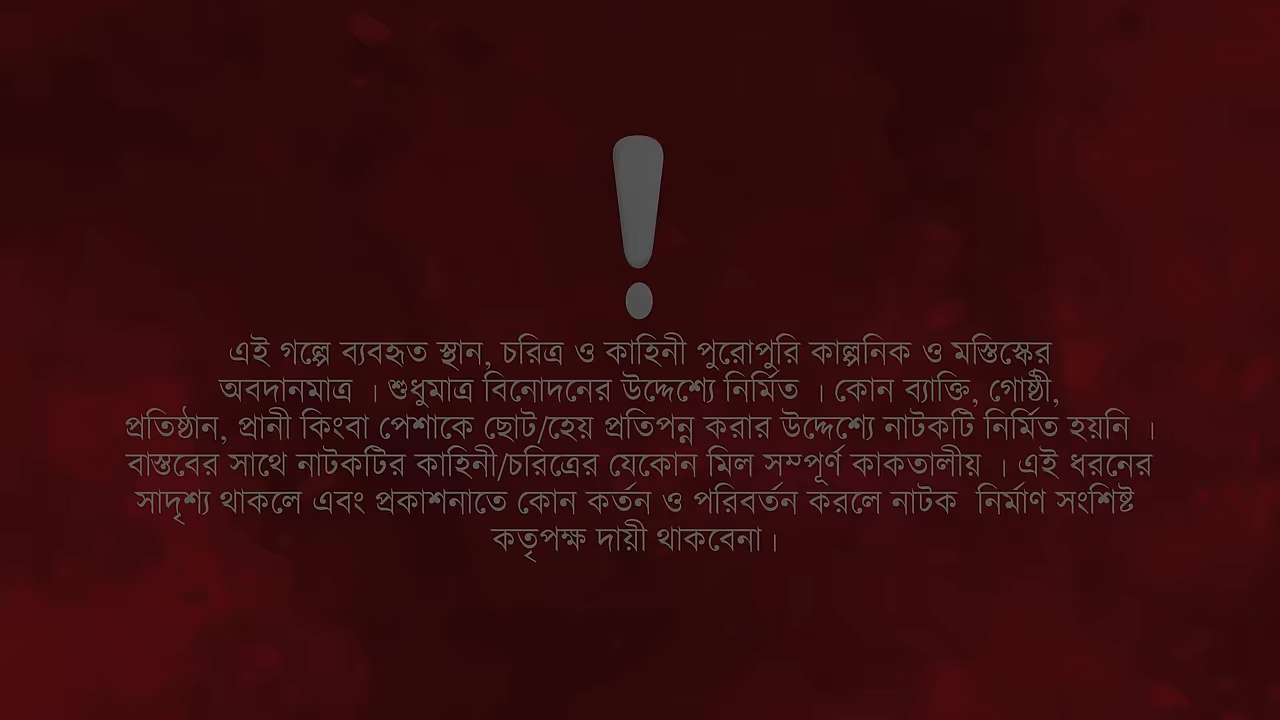 এই গল্পে ব্যবহৃত স্থান, চরিত্র ও কাহিনী পুরোপুরি কাল্পনিক ও মস্তিস্কের
অবদানমাত্র । শুধুমাত্র বিনোদনের উদ্দেশ্যে নির্মিত । কোন ব্যাক্তি, গোষ্ঠী,
প্রতিষ্ঠান, প্রানী কিংবা পেশাকে ছোট/হেয় প্রতিপন্ন করার উদ্দেশ্যে নাটকটি নির্মিত হয়নি ।
বাস্তবের সাথে নাটকটির কাহিনী/চরিত্রের যেকোন মিল সম্পূর্ণ কাকতালীয় । এই ধরনের
সাদৃশ্য থাকলে এবং প্রকাশনাতে কোন কর্তন ও পরিবর্তন করলে নাটক নির্মাণ সংশিষ্ট
কতৃপক্ষ দায়ী থাকবেনা।